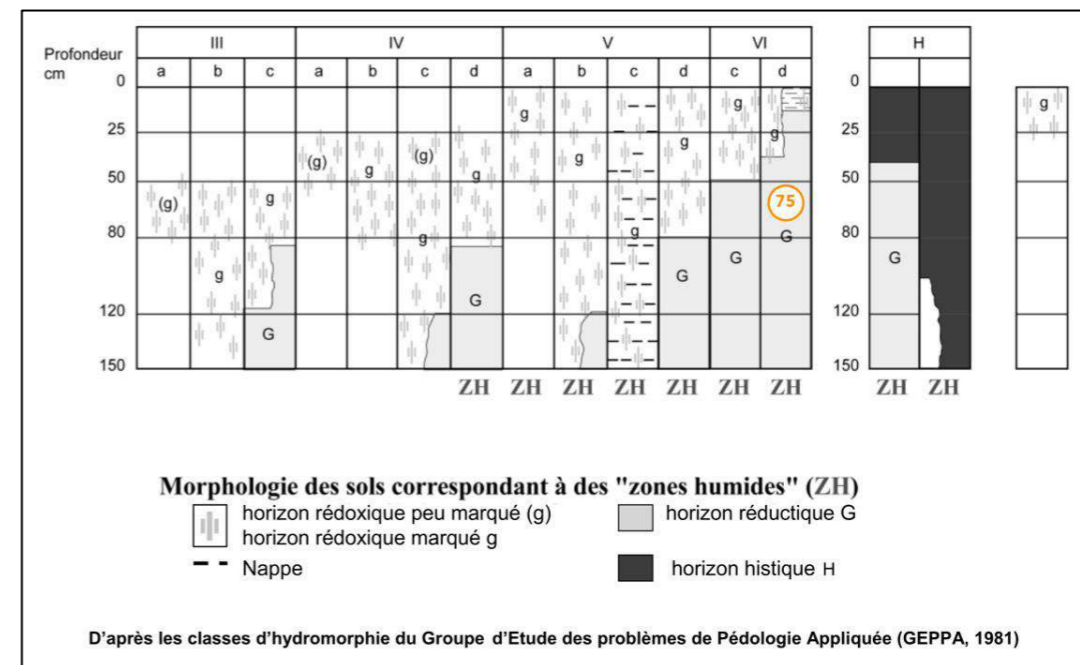 III IV V VI H
Profondeur
cm
a b c a b c d a b c d c d
0 0
25 25
50 50
80 80
120 120
150 150
(g) g g G
(g) g (g) g g G
g g g g G
g G g G
75
G
g
ZH ZH ZH ZH ZH ZH ZH ZH ZH
Morphologie des sols correspondant à des "zones humides" (ZH)
horizon rédoxique peu marqué (g)
horizon rédoxique marqué g
Nappe
horizon réductique G
horizon histique H
D'après les classes d'hydromorphie du Groupe d'Etude des problèmes de Pédologie Appliquée (GEPPA, 1981)